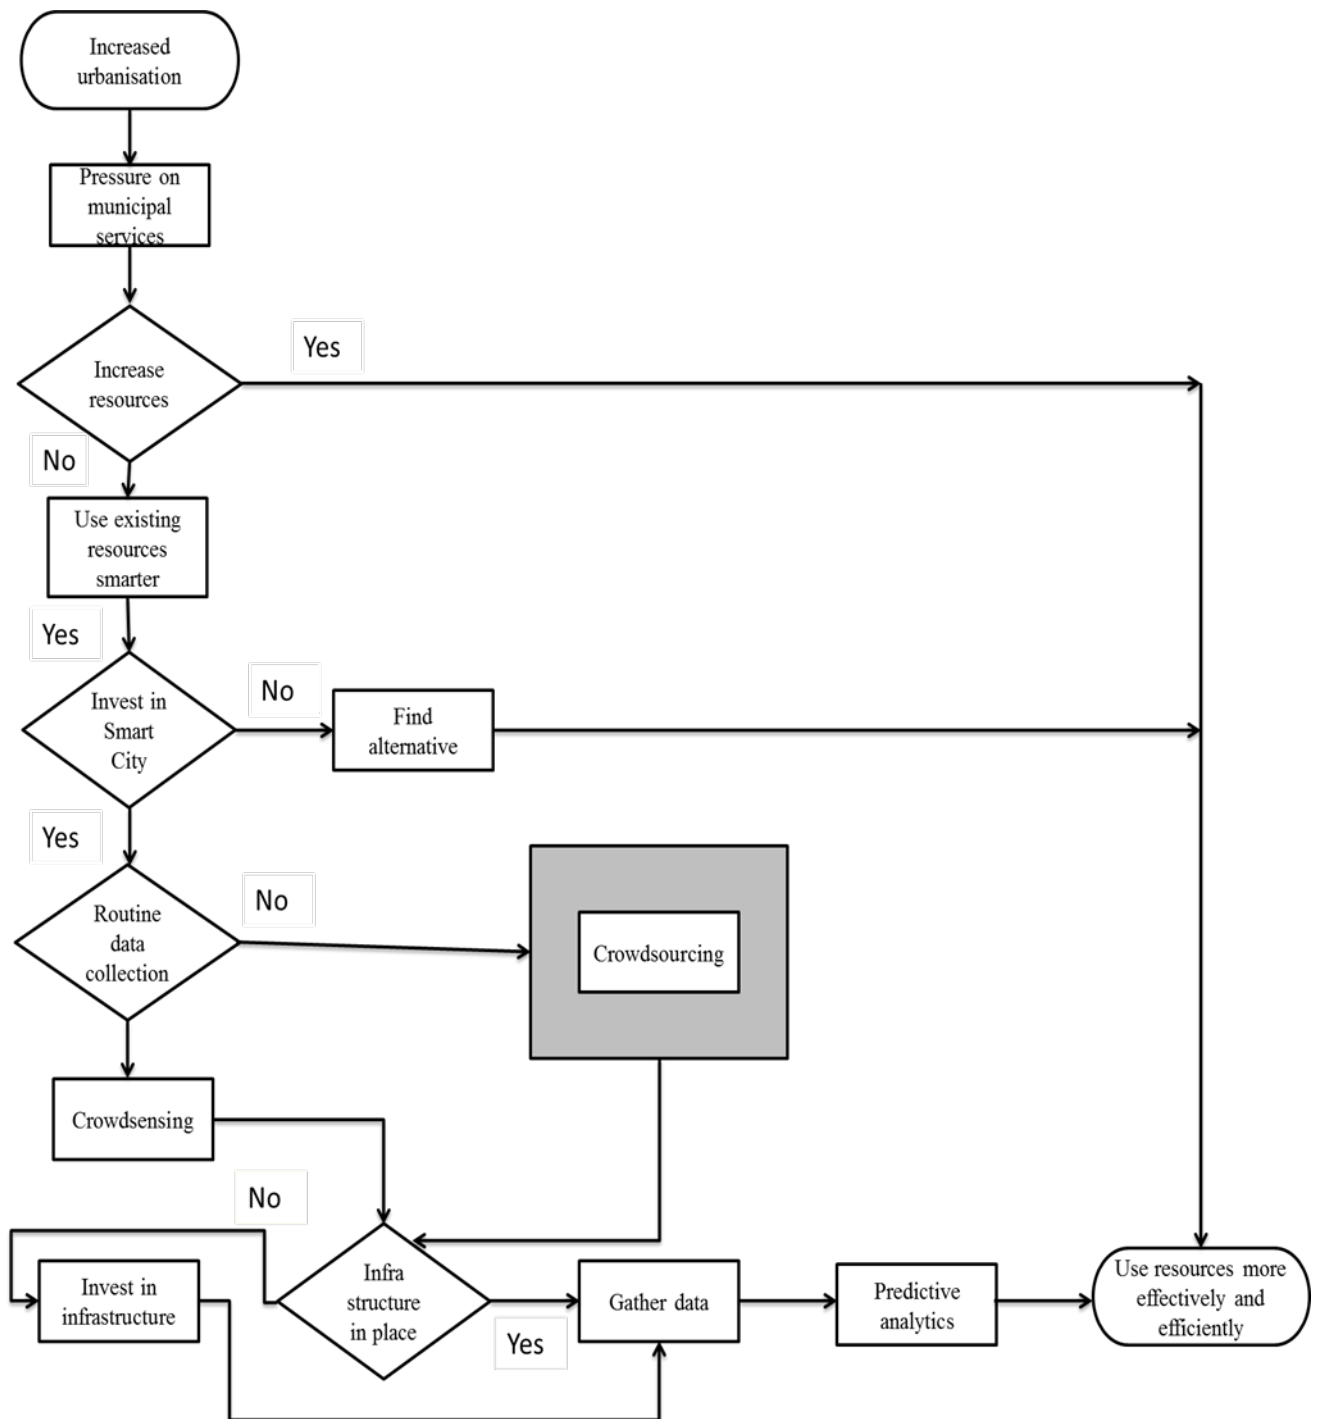 Increased
urbanisation
Pressure on
municipal
services
Yes
Increase
resources
No
Use existing
resources
smarter
Yes
No
Invest in
Smart
City
Find
alternative
Yes
No
Routine
data
collection
Crowdsourcing
Crowdsensing
No
Infra
structure
in place
Invest in
infrastructure
Yes
Gather data
Predictive
analytics
Use resources more
effectively and
efficiently